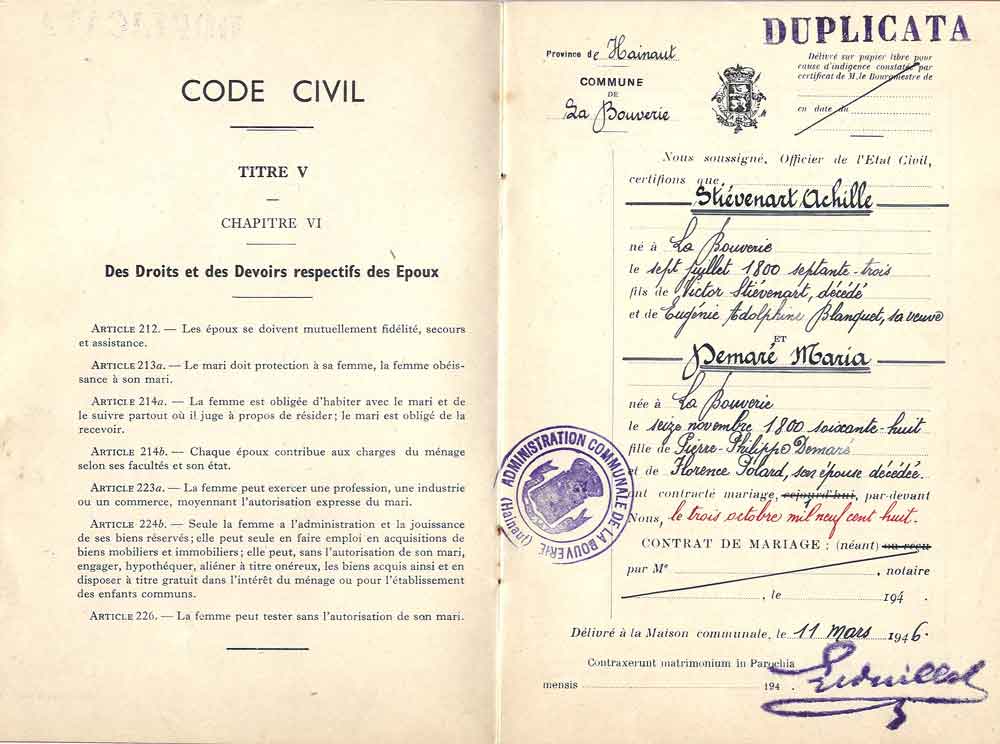 CODE CIVIL
TITRE V
CHAPITRE VI
Des Droits et des Devoirs respectifs des Epoux
ARTICLE 212. — Les époux se doivent mutuellement fidélité, secours
et assistance.
ARTICLE 213a. — Le mari doit protection à sa femme, la femme obéis-
sance à son mari.
ARTICLE 214a. — La femme est obligée d'habiter avec le mari et de
le suivre partout où il juge à propos de résider; le mari est obligé de la
recevoir.
ARTICLE 214b. — Chaque époux contribue aux charges du ménage
selon ses facultés et son état.
ARTICLE 223a. — La femme peut exercer une profession, une industrie
ou un commerce, moyennant l'autorisation expresse du mari.
ARTICLE 224b. — Seule la femme a l'administration et la jouissance
de ses biens réservés; elle peut seule en faire emploi en acquisitions de
biens mobiliers et immobiliers; elle peut, sans l'autorisation de son mari,
engager, hypothéquer, aliéner à titre onéreux, les biens acquis ainsi et en
disposer à titre gratuit dans l'intérêt du ménage ou pour l'établissement
des enfants communs.
ARTICLE 226. — La femme peut tester sans l'autorisation de son mari.
DUPLICATA
Province de Hainaut
COMMUNE
DE
La Bouverie
Délivré sur papier libre pour
cause d'indigence constatée par
certificat de M. le Bourgmestre de
en date du
Nous soussigné, Officier de l'Etat Civil,
certifions que,
Stiévenart Achille
né à La Bouverie
le sept juillet 1800 septante-trois
fils de Victor Stiévenart, décédé
et de Eugénie Adolphine Blanquet, sa veuve
ET
Demaré Maria
née à La Bouverie
le seize novembre 1800 soixante-huit
fille de Pierre-Philippe Demaré
et de Florence Polard, son épouse décédée.
ont contracté mariage, cejourd'hui, par-devant
Nous, le trois octobre mil neuf cent huit.
CONTRAT DE MARIAGE : (néant) ou reçu
par Me , notaire
, le 194 .
Délivré à la Maison communale, le 11 mars 1946.
Contraxerunt matrimonium in Parochia
mensis 194 .
ADMINISTRATION COMMUNALE DE LA BOUVERIE (Hainaut)